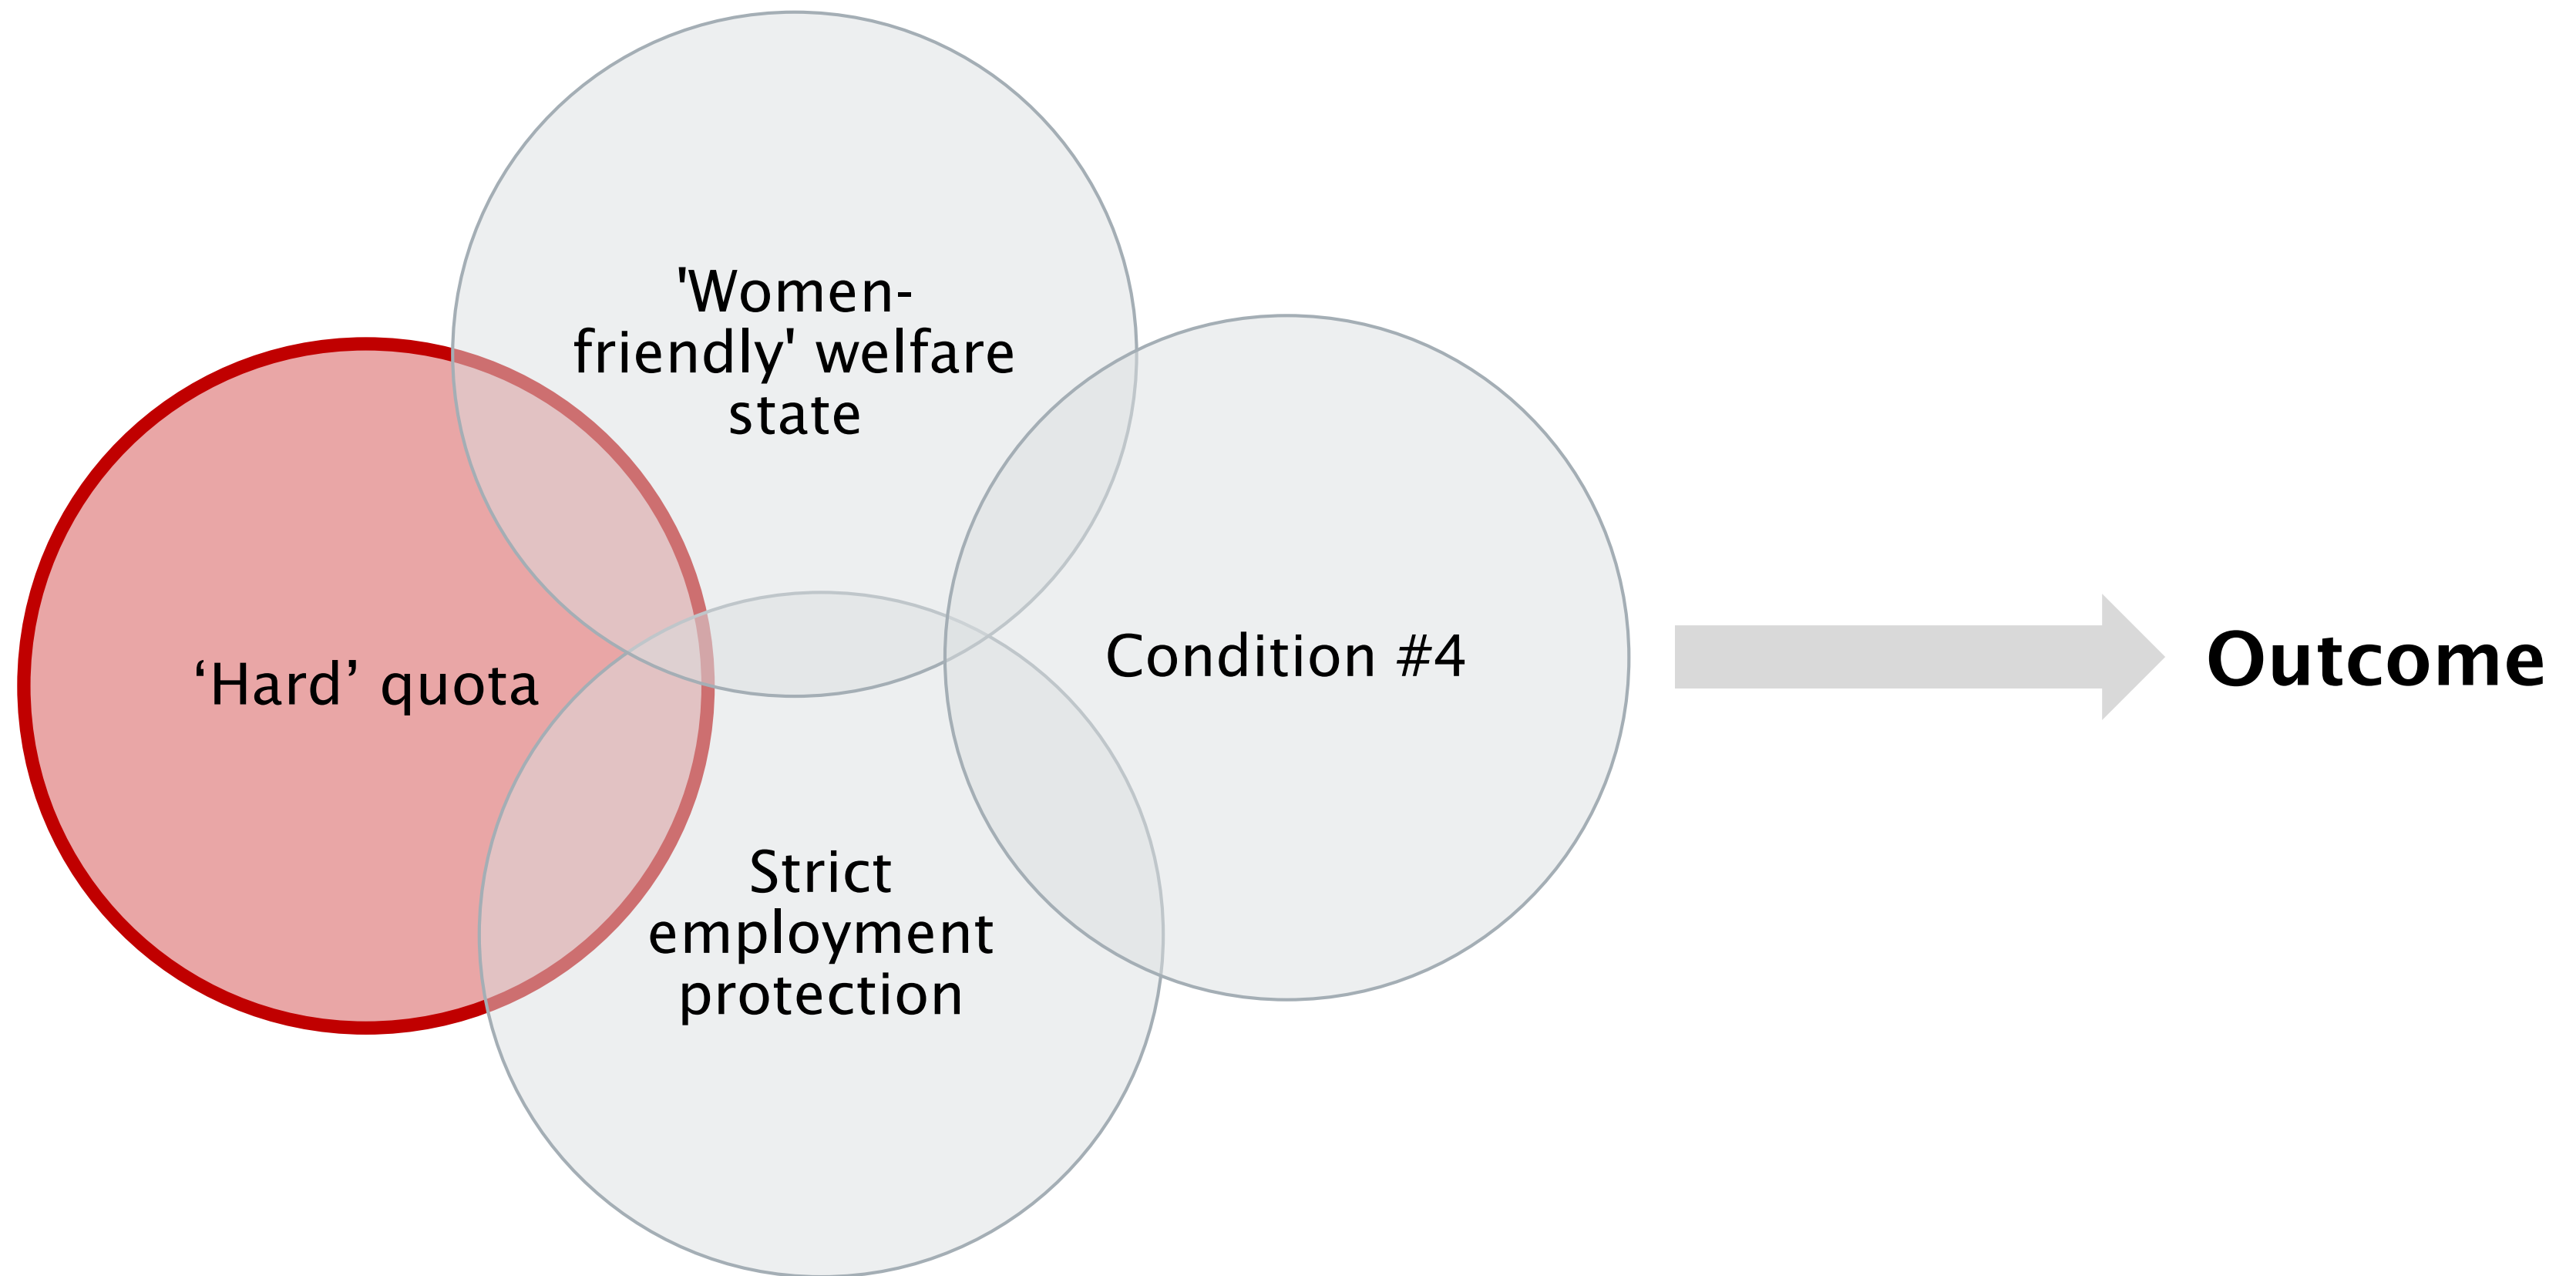 'Women-
friendly' welfare
state
‘Hard’ quota
Condition #4
Outcome
Strict
employment
protection